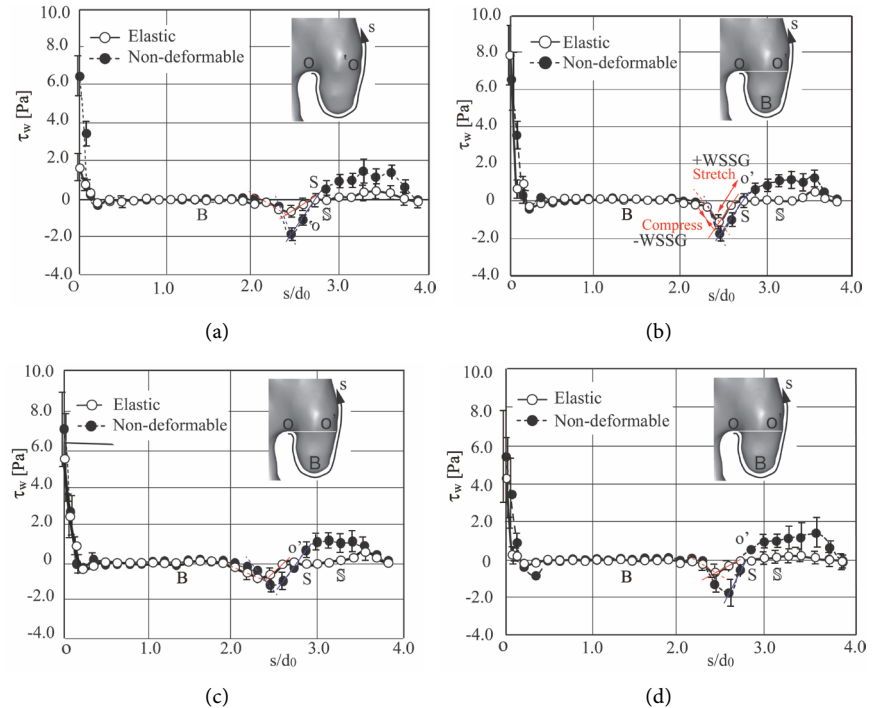 10.0
8.0
6.0
4.0
2.0
0
-2.0
-4.0
τw [Pa]
Elastic
Non-deformable
s
O
'O
B
S
'O
S
𝕊
O
1.0
2.0
3.0
4.0
s/d0
(a)
10.0
8.0
6.0
4.0
2.0
0
-2.0
-4.0
τw [Pa]
Elastic
Non-deformable
s
O
O'
B
+WSSG
Stretch
o'
B
Compress
-WSSG
S
𝕊
o
1.0
2.0
3.0
4.0
s/d0
(b)
10.0
8.0
6.0
4.0
2.0
0
-2.0
-4.0
τw [Pa]
Elastic
Non-deformable
s
O
O'
B
o'
B
S
𝕊
o
1.0
2.0
3.0
4.0
s/d0
(c)
10.0
8.0
6.0
4.0
2.0
0
-2.0
-4.0
τw [Pa]
Elastic
Non-deformable
s
O
O'
B
o'
B
S
𝕊
o
1.0
2.0
3.0
4.0
s/d0
(d)